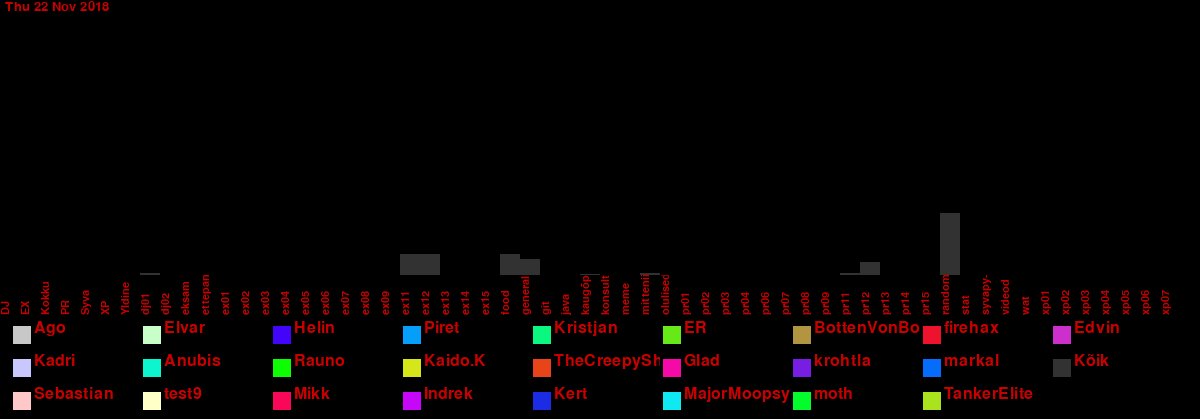 Thu 22 Nov 2018
DJ EX Kokku PR Syva XP Yldine dji01 dji02 eksam ettepan ex01 ex02 ex03 ex04 ex05 ex06 ex07 ex08 ex09 ex11 ex12 ex13 ex14 ex15 food general git java kaugõp konsult meme mitteniii olulised pr01 pr02 pr03 pr04 pr06 pr07 pr08 pr09 pr11 pr12 pr13 pr14 pr15 random stat syvapy- videod wat xp01 xp02 xp03 xp04 xp05 xp06 xp07
Ago Elvar Helin Piret Kristjan ER BottenVonBo firehax Edvin
Kadri Anubis Rauno Kaido.K TheCreepySh Glad krohtla markal Kõik
Sebastian test9 Mikk Indrek Kert MajorMoopsy moth TankerElite